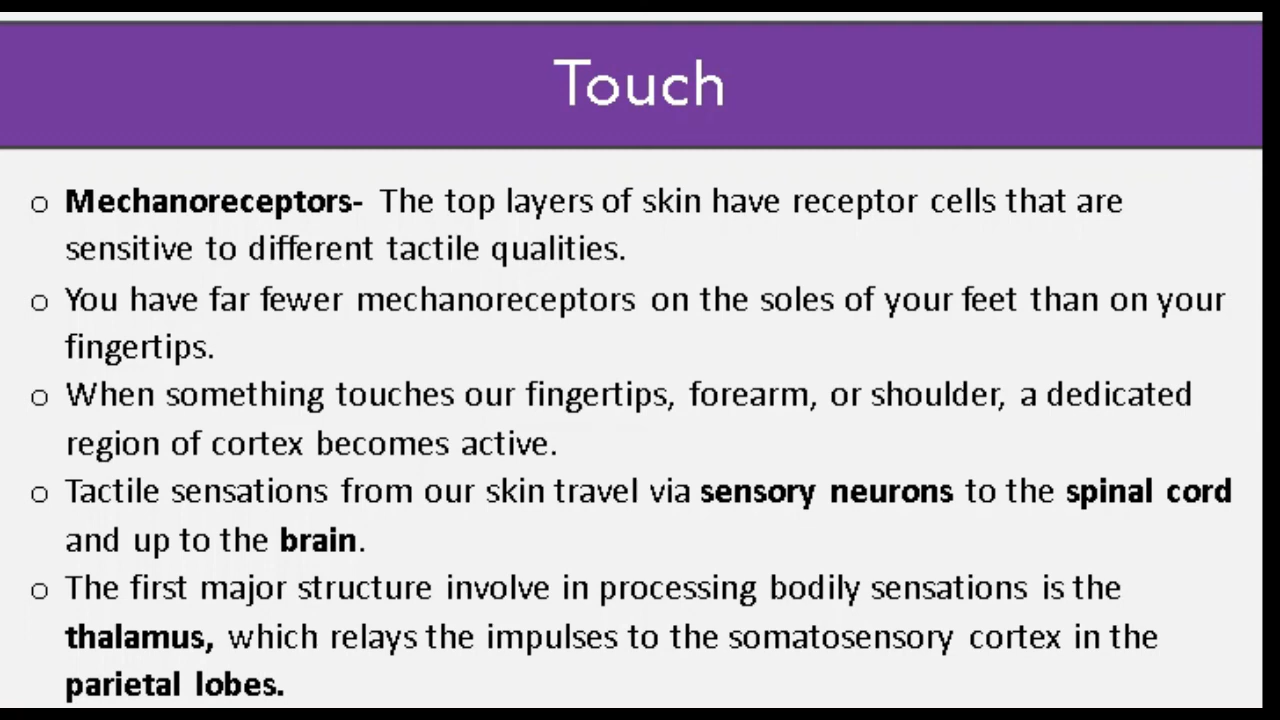 Touch
o Mechanoreceptors- The top layers of skin have receptor cells that are
sensitive to different tactile qualities.
o You have far fewer mechanoreceptors on the soles of your feet than on your
fingertips.
o When something touches our fingertips, forearm, or shoulder, a dedicated
region of cortex becomes active.
o Tactile sensations from our skin travel via sensory neurons to the spinal cord
and up to the brain.
o The first major structure involve in processing bodily sensations is the
thalamus, which relays the impulses to the somatosensory cortex in the
parietal lobes.